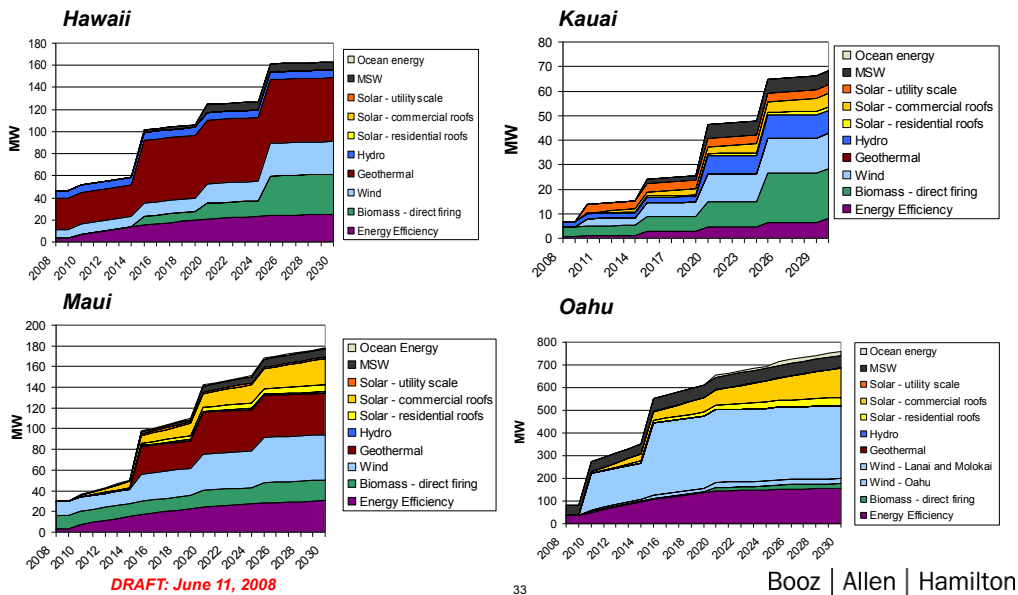 Hawaii
180
160
140
120
100
80
60
40
20
0
MW
2008
2010
2012
2014
2016
2018
2020
2022
2024
2026
2028
2030
Ocean energy
MSW
Solar - utility scale
Solar - commercial roofs
Solar - residential roofs
Hydro
Geothermal
Wind
Biomass - direct firing
Energy Efficiency
Kauai
80
70
60
50
40
30
20
10
0
MW
2008
2011
2014
2017
2020
2023
2026
2029
Ocean energy
MSW
Solar - utility scale
Solar - commercial roofs
Solar - residential roofs
Hydro
Geothermal
Wind
Biomass - direct firing
Energy Efficiency
Maui
200
180
160
140
120
100
80
60
40
20
0
MW
2008
2010
2012
2014
2016
2018
2020
2022
2024
2026
2028
2030
Ocean Energy
MSW
Solar - utility scale
Solar - commercial roofs
Solar - residential roofs
Hydro
Geothermal
Wind
Biomass - direct firing
Energy Efficiency
Oahu
800
700
600
500
400
300
200
100
0
MW
2008
2010
2012
2014
2016
2018
2020
2022
2024
2026
2028
2030
Ocean energy
MSW
Solar - utility scale
Solar - commercial roofs
Solar - residential roofs
Hydro
Geothermal
Wind - Lanai and Molokai
Wind - Oahu
Biomass - direct firing
Energy Efficiency
DRAFT: June 11, 2008
33
Booz | Allen | Hamilton